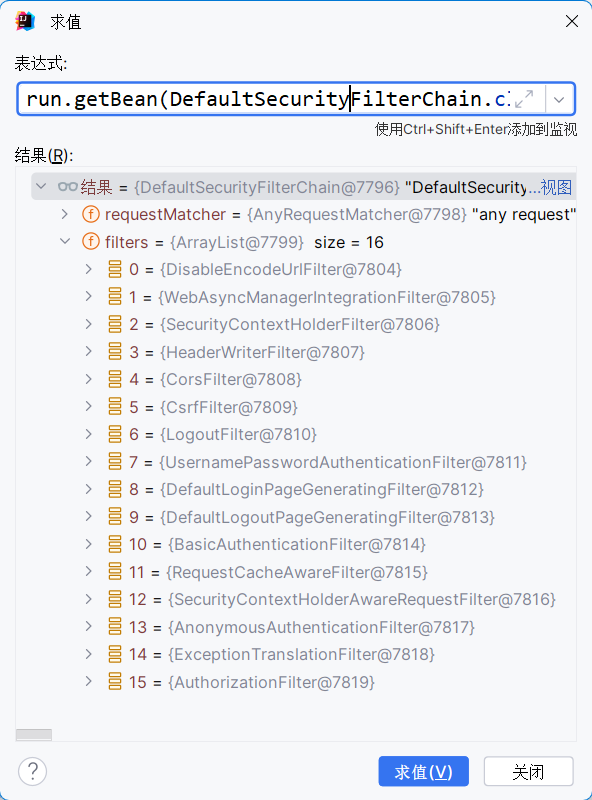 求值
表达式:
run.getBean(DefaultSecurityFilterChain.cl
使用Ctrl+Shift+Enter添加到监视
结果(R):
结果 = {DefaultSecurityFilterChain@7796} "DefaultSecurity...视图
requestMatcher = {AnyRequestMatcher@7798} "any request"
filters = {ArrayList@7799} size = 16
0 = {DisableEncodeUrlFilter@7804}
1 = {WebAsyncManagerIntegrationFilter@7805}
2 = {SecurityContextHolderFilter@7806}
3 = {HeaderWriterFilter@7807}
4 = {CorsFilter@7808}
5 = {CsrfFilter@7809}
6 = {LogoutFilter@7810}
7 = {UsernamePasswordAuthenticationFilter@7811}
8 = {DefaultLoginPageGeneratingFilter@7812}
9 = {DefaultLogoutPageGeneratingFilter@7813}
10 = {BasicAuthenticationFilter@7814}
11 = {RequestCacheAwareFilter@7815}
12 = {SecurityContextHolderAwareRequestFilter@7816}
13 = {AnonymousAuthenticationFilter@7817}
14 = {ExceptionTranslationFilter@7818}
15 = {AuthorizationFilter@7819}
? 求值(V) 关闭